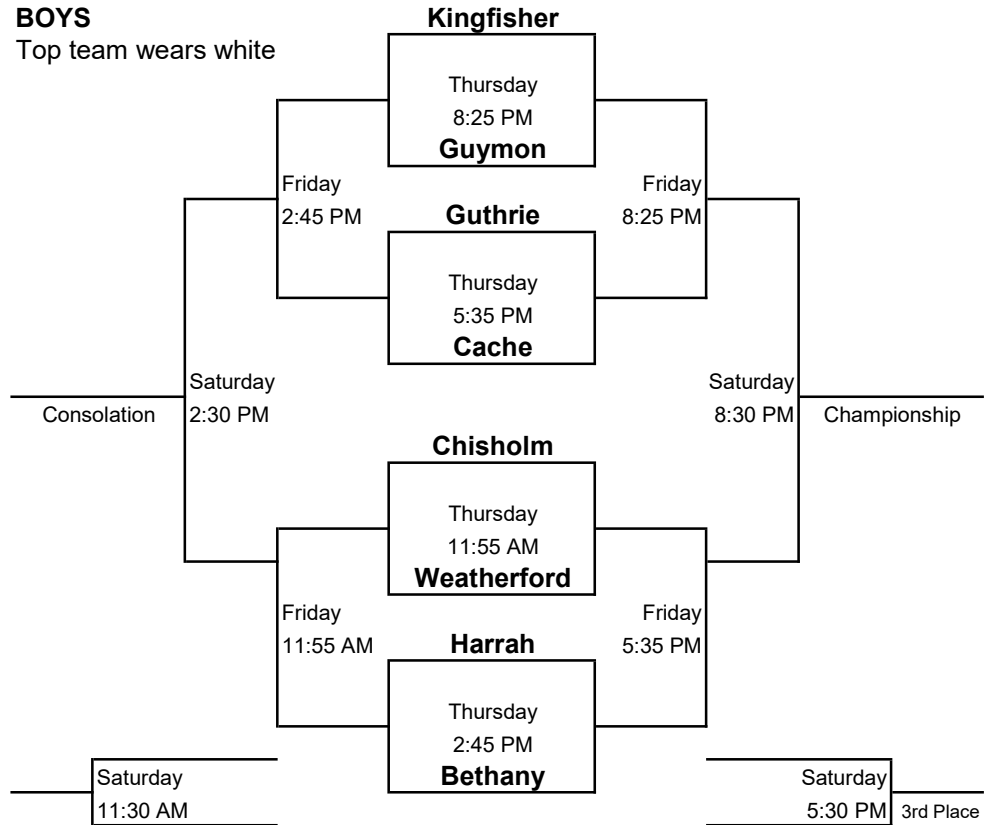 BOYS
Top team wears white
Kingfisher
Thursday
8:25 PM
Guymon
Friday
2:45 PM
Friday
8:25 PM
Guthrie
Thursday
5:35 PM
Cache
Saturday
2:30 PM
Consolation
Saturday
8:30 PM
Championship
Chisholm
Thursday
11:55 AM
Weatherford
Friday
11:55 AM
Friday
5:35 PM
Harrah
Thursday
2:45 PM
Bethany
Saturday
11:30 AM
Saturday
5:30 PM
3rd Place